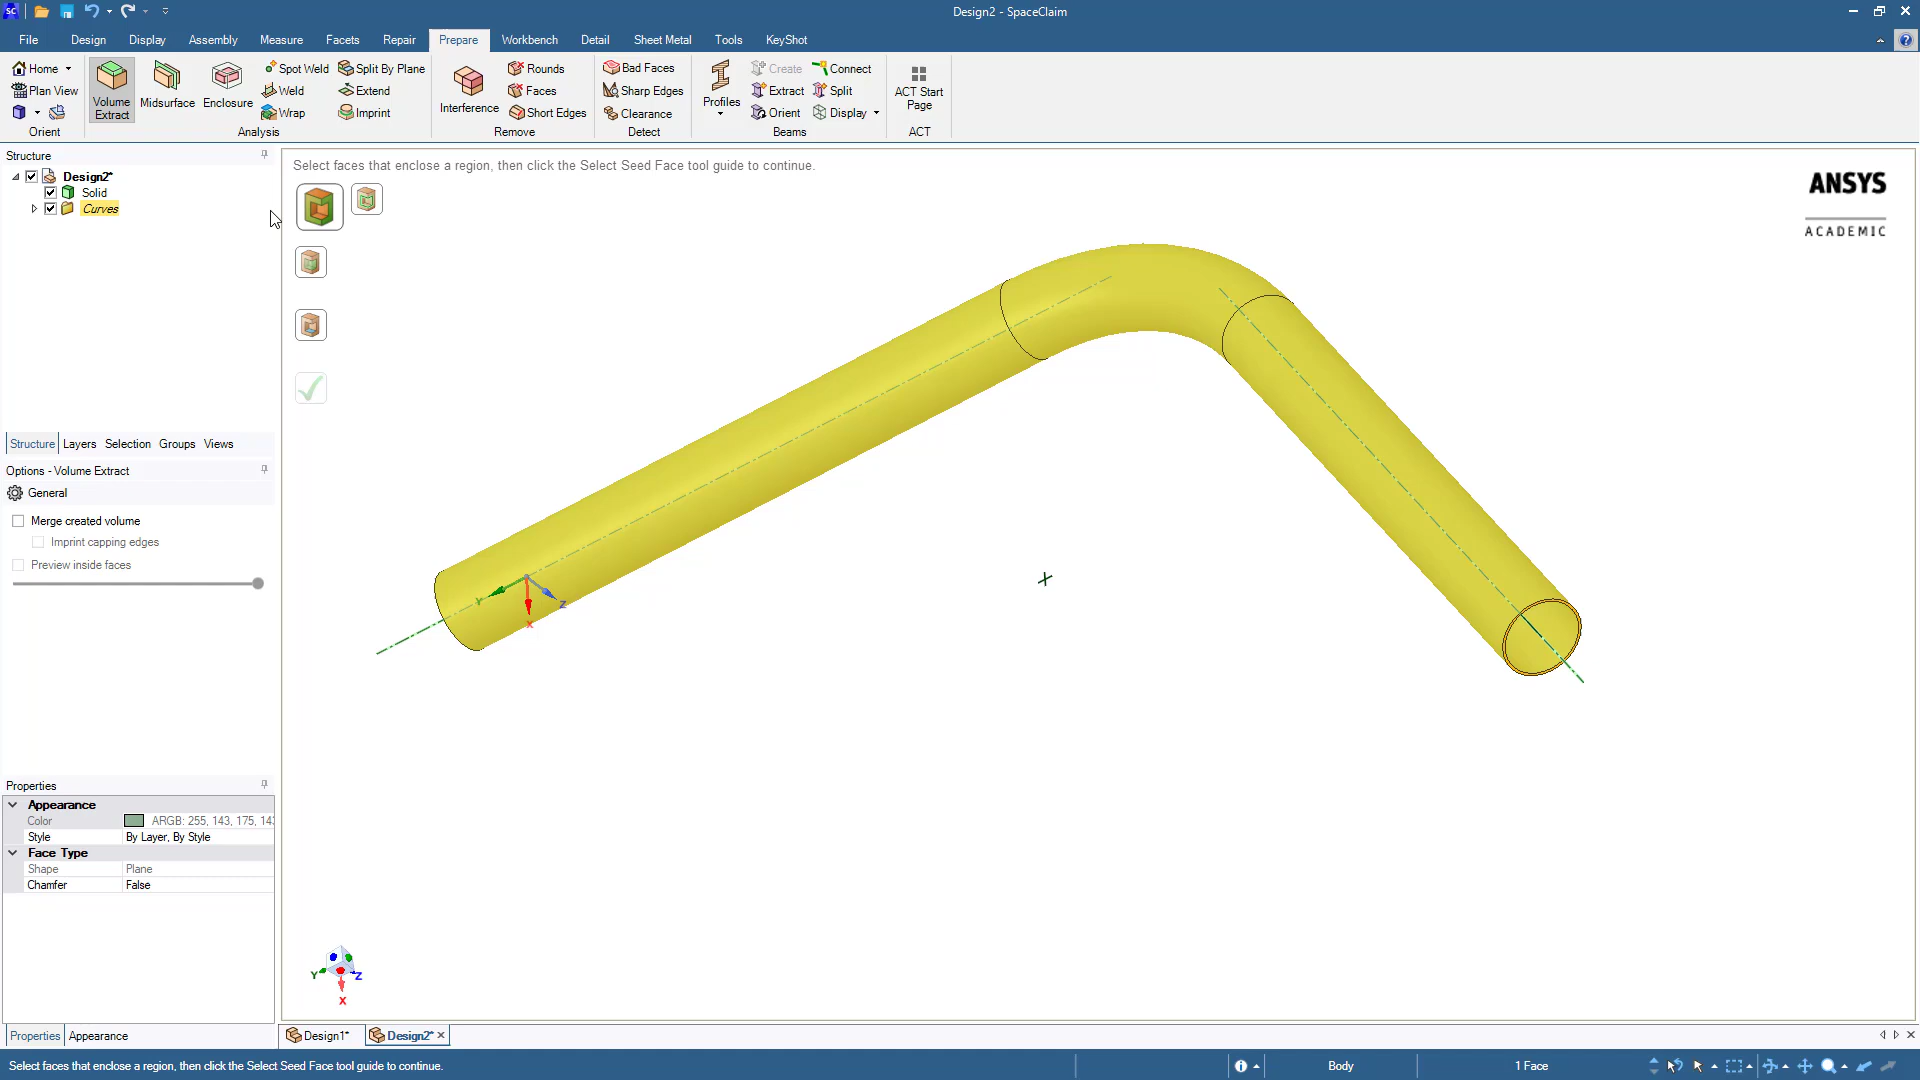 SC
Design2 - SpaceClaim
File Design Display Assembly Measure Facets Repair Prepare Workbench Detail Sheet Metal Tools KeyShot
Home
Plan View
Orient
Volume Extract
Midsurface
Enclosure
Spot Weld
Weld
Wrap
Split By Plane
Extend
Imprint
Analysis
Interference
Rounds
Faces
Short Edges
Remove
Bad Faces
Sharp Edges
Clearance
Detect
Profiles
Create
Extract
Orient
Connect
Split
Display
Beams
ACT Start Page
ACT
Structure
Design2*
Solid
Curves
Structure Layers Selection Groups Views
Options - Volume Extract
General
Merge created volume
Imprint capping edges
Preview inside faces
Properties
Appearance
Color ARGB: 255, 143, 175, 143
Style By Layer, By Style
Face Type
Shape Plane
Chamfer False
Properties Appearance
Select faces that enclose a region, then click the Select Seed Face tool guide to continue.
ANSYS
ACADEMIC
Y
Z
X
Y
Z
X
Design1* Design2*
Select faces that enclose a region, then click the Select Seed Face tool guide to continue.
Body
1 Face